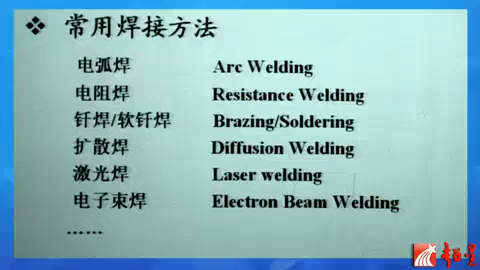 ❖ 常用焊接方法
电弧焊 Arc Welding
电阻焊 Resistance Welding
钎焊/软钎焊 Brazing/Soldering
扩散焊 Diffusion Welding
激光焊 Laser welding
电子束焊 Electron Beam Welding
……